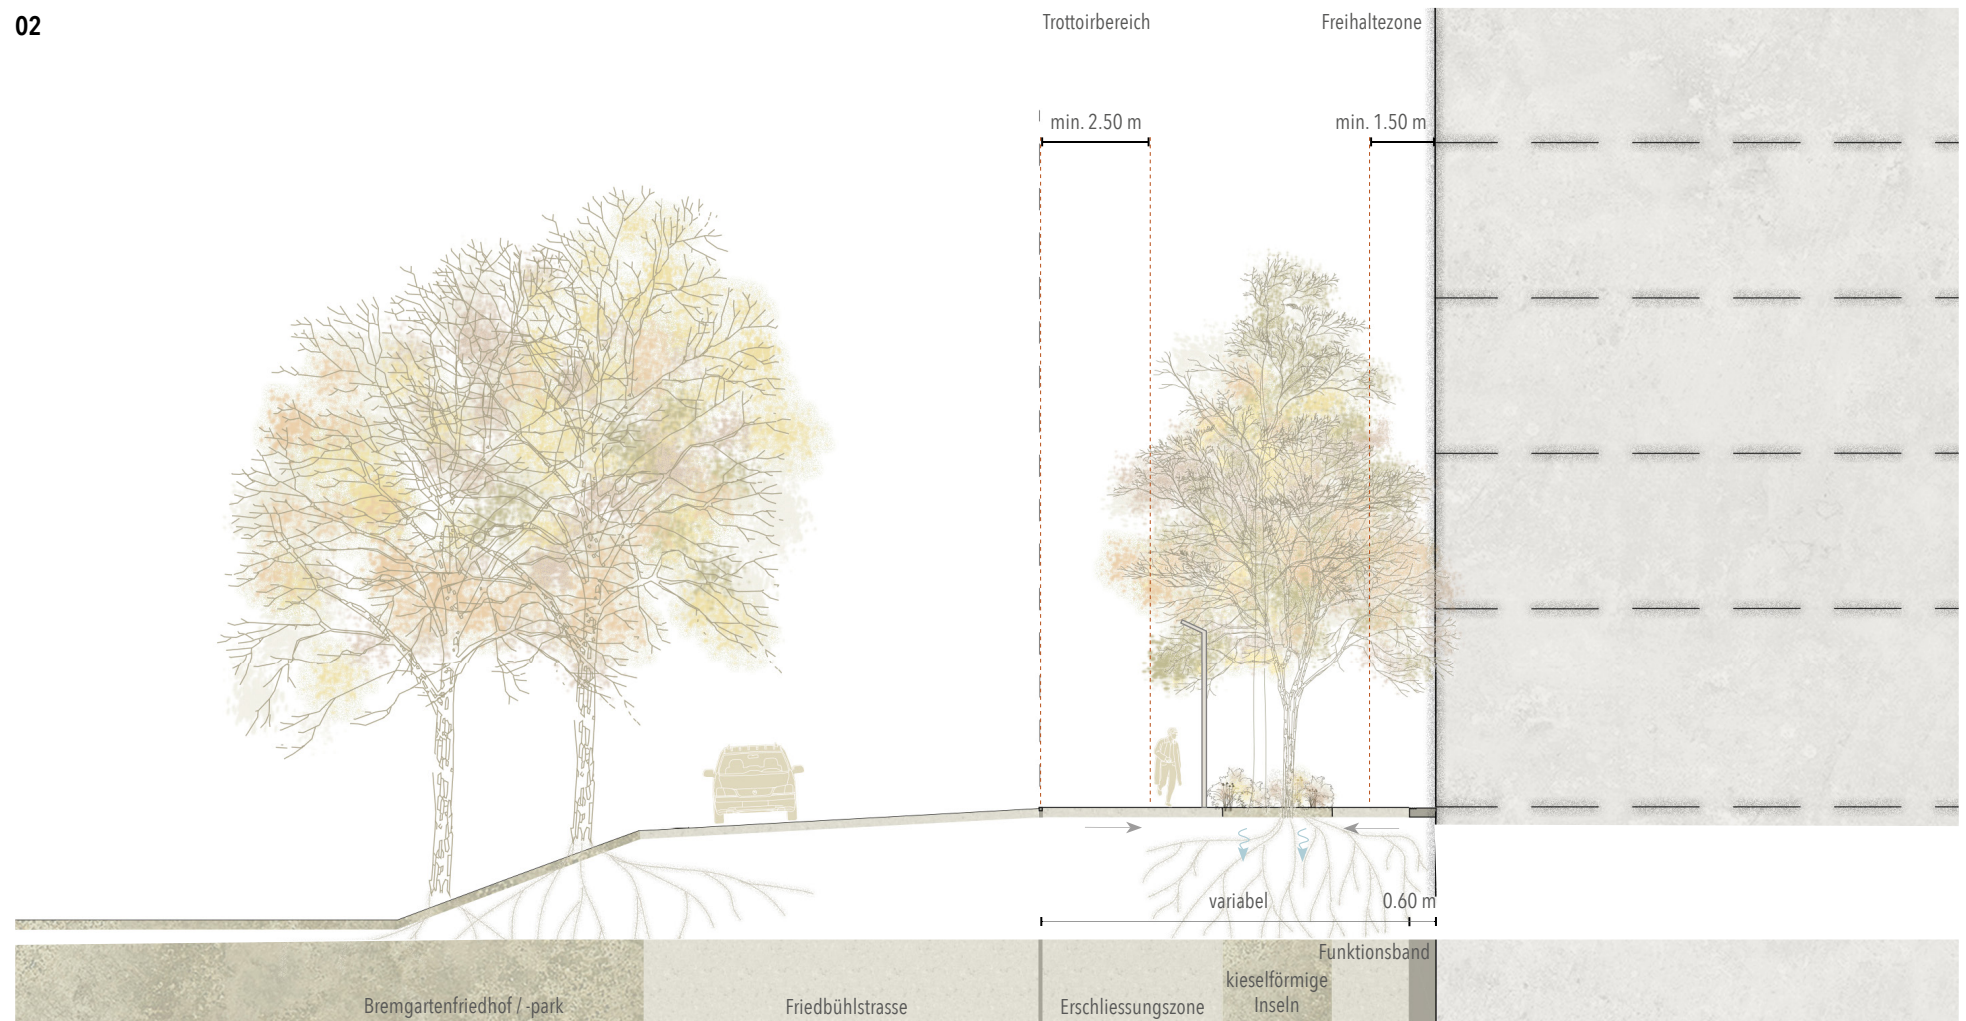 02
Trottoirbereich
Freihaltezone
min. 2.50 m
min. 1.50 m
variabel
0.60 m
Funktionsband
kieselförmige
Inseln
Bremgartenfriedhof / -park
Friedbühlstrasse
Erschliessungszone